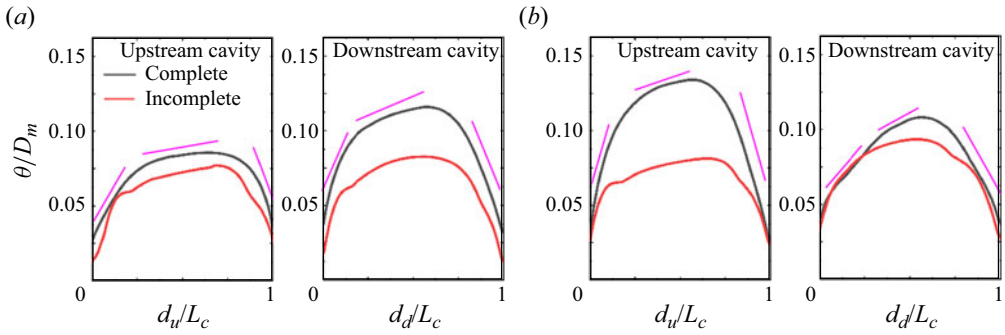 (a)
(b)
0.15
Upstream cavity
Complete
Incomplete
0.10
0.05
θ/D_m
0
1
d_u/L_c
0.15
Downstream cavity
0.10
0.05
0
1
d_d/L_c
0.15
Upstream cavity
0.10
0.05
0
1
d_u/L_c
0.15
Downstream cavity
0.10
0.05
0
1
d_d/L_c